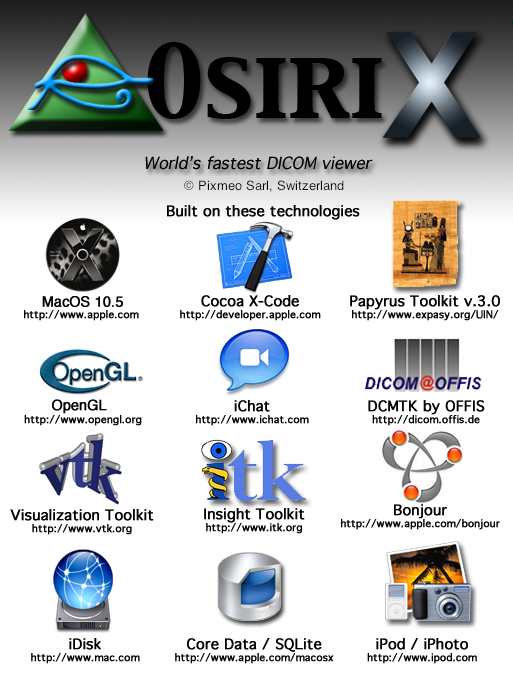 OSIRIX
World's fastest DICOM viewer
© Pixmeo Sarl, Switzerland
Built on these technologies
MacOS 10.5
http://www.apple.com
Cocoa X-Code
http://developer.apple.com
Papyrus Toolkit v.3.0
http://www.expasy.org/UIN/
OpenGL®
OpenGL
http://www.opengl.org
iChat
http://www.ichat.com
DICOM@OFFIS
DCMTK by OFFIS
http://dicom.offis.de
vtk
Visualization Toolkit
http://www.vtk.org
itk
Insight Toolkit
http://www.itk.org
Bonjour
http://www.apple.com/bonjour
iDisk
http://www.mac.com
Core Data / SQLite
http://www.apple.com/macosx
iPod / iPhoto
http://www.ipod.com